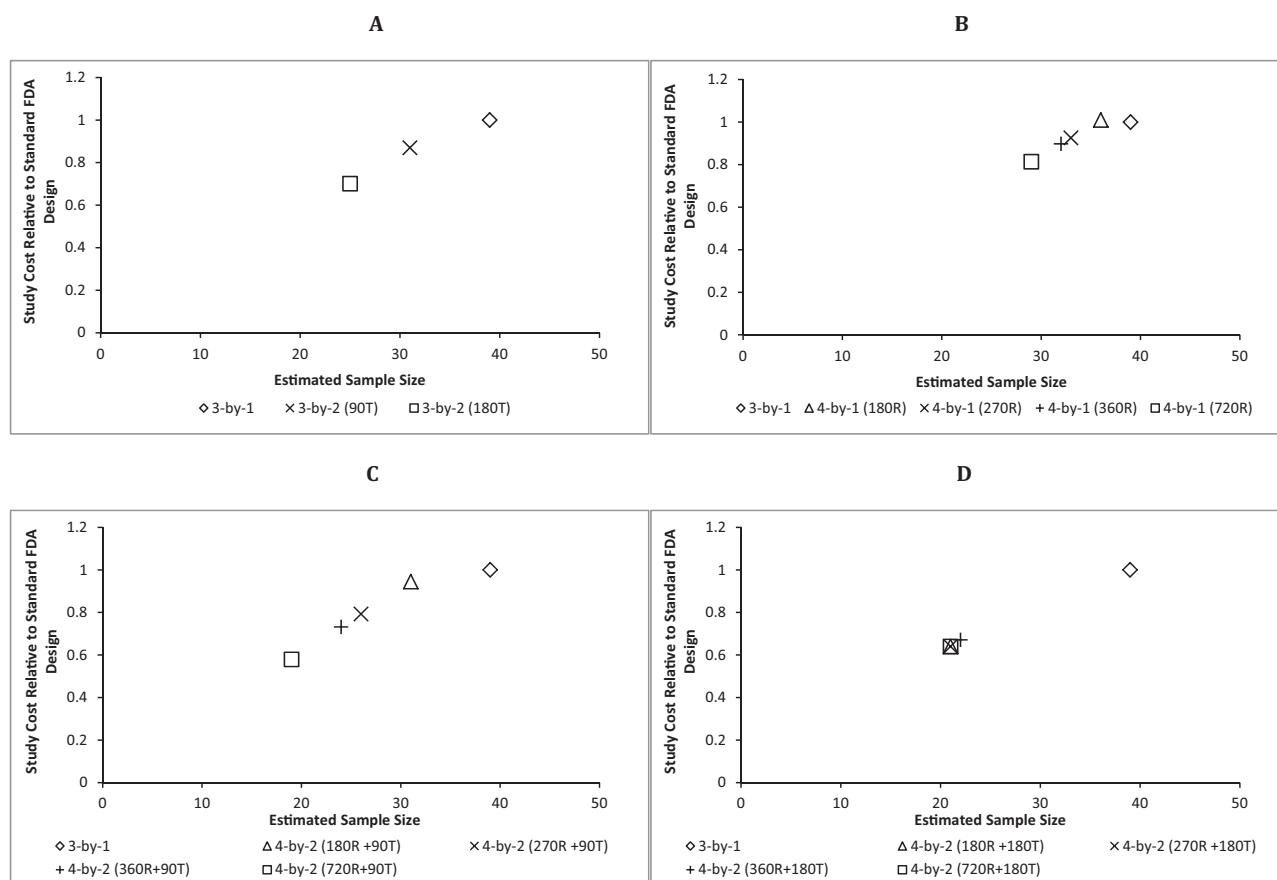 A
Study Cost Relative to Standard FDA
Design
1.2
1
0.8
0.6
0.4
0.2
0
0 10 20 30 40 50
Estimated Sample Size
3-by-1 3-by-2 (90T) 3-by-2 (180T)
B
Study Cost Relative to Standard FDA
Design
1.2
1
0.8
0.6
0.4
0.2
0
0 10 20 30 40 50
Estimated Sample Size
3-by-1 4-by-1 (180R) 4-by-1 (270R) 4-by-1 (360R) 4-by-1 (720R)
C
Study Cost Relative to Standard FDA
Design
1.2
1
0.8
0.6
0.4
0.2
0
0 10 20 30 40 50
Estimated Sample Size
3-by-1 4-by-2 (180R +90T) 4-by-2 (270R +90T)
4-by-2 (360R+90T) 4-by-2 (720R+90T)
D
Study Cost Relative to Standard FDA
Design
1.2
1
0.8
0.6
0.4
0.2
0
0 10 20 30 40 50
Estimated Sample Size
3-by-1 4-by-2 (180R +180T) 4-by-2 (270R +180T)
4-by-2 (360R+180T) 4-by-2 (720R+180T)